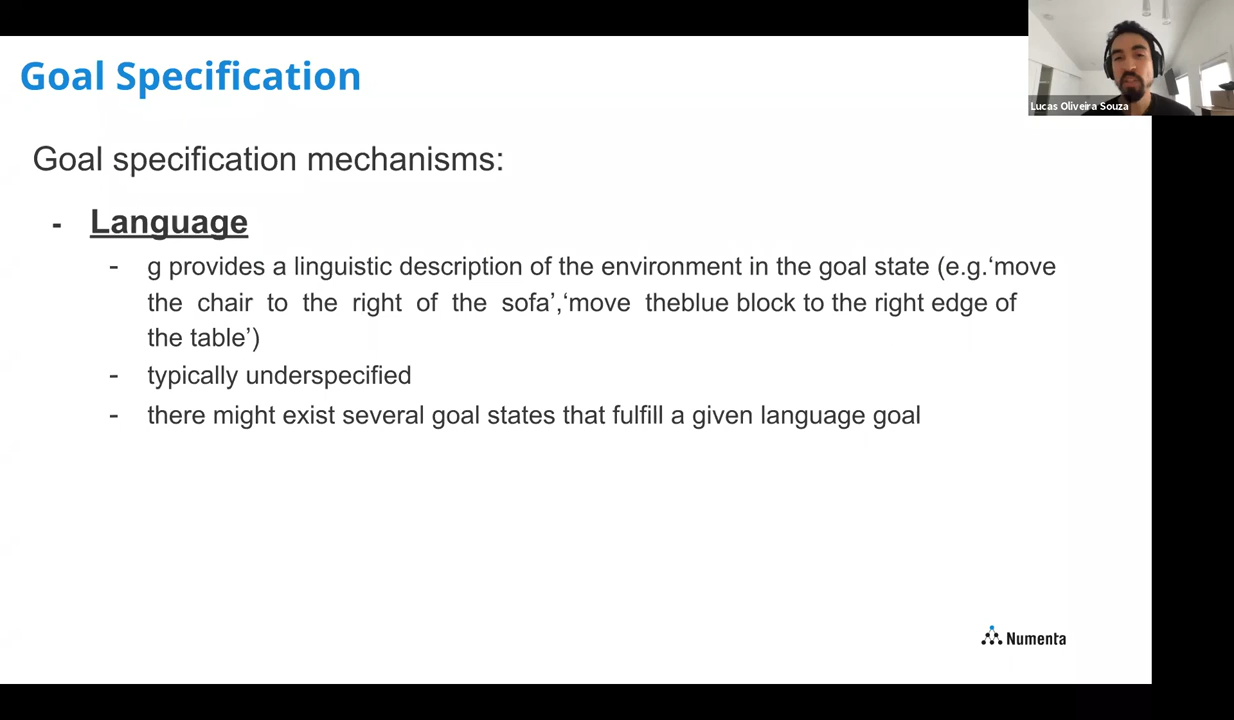 Goal Specification
Lucas Oliveira Souza
Goal specification mechanisms:
- Language
- g provides a linguistic description of the environment in the goal state (e.g.‘move
the chair to the right of the sofa’,‘move theblue block to the right edge of
the table’)
- typically underspecified
- there might exist several goal states that fulfill a given language goal
Numenta